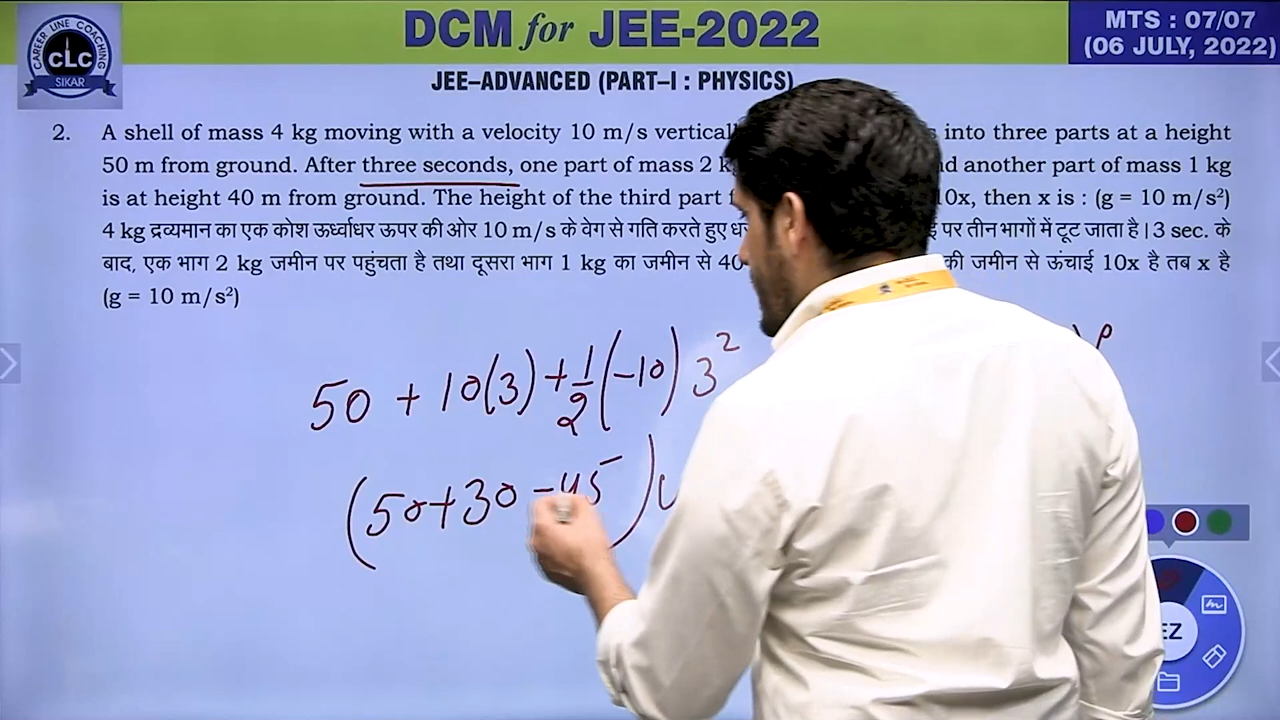 CAREER LINE COACHING
CLC
SIKAR
DCM for JEE-2022
MTS : 07/07
(06 JULY, 2022)
JEE–ADVANCED (PART–I : PHYSICS)
2. A shell of mass 4 kg moving with a velocity 10 m/s into three parts at a height
50 m from ground. After three seconds, one part of mass 2 another part of mass 1 kg
is at height 40 m from ground. The height of the third part 10x, then x is : (g = 10 m/s²)
4 kg द्रव्यमान का एक कोश ऊर्ध्वाधर ऊपर की ओर 10 m/s के वेग से गति करते हुए पर तीन भागों में टूट जाता है। 3 sec. के
बाद, एक भाग 2 kg जमीन पर पहुंचता है तथा दूसरा भाग 1 kg का जमीन से 40 की जमीन से ऊंचाई 10x है तब x है
(g = 10 m/s²)
50 + 10(3) + 1/2 (-10) 3²
(50+30-45)
EZ